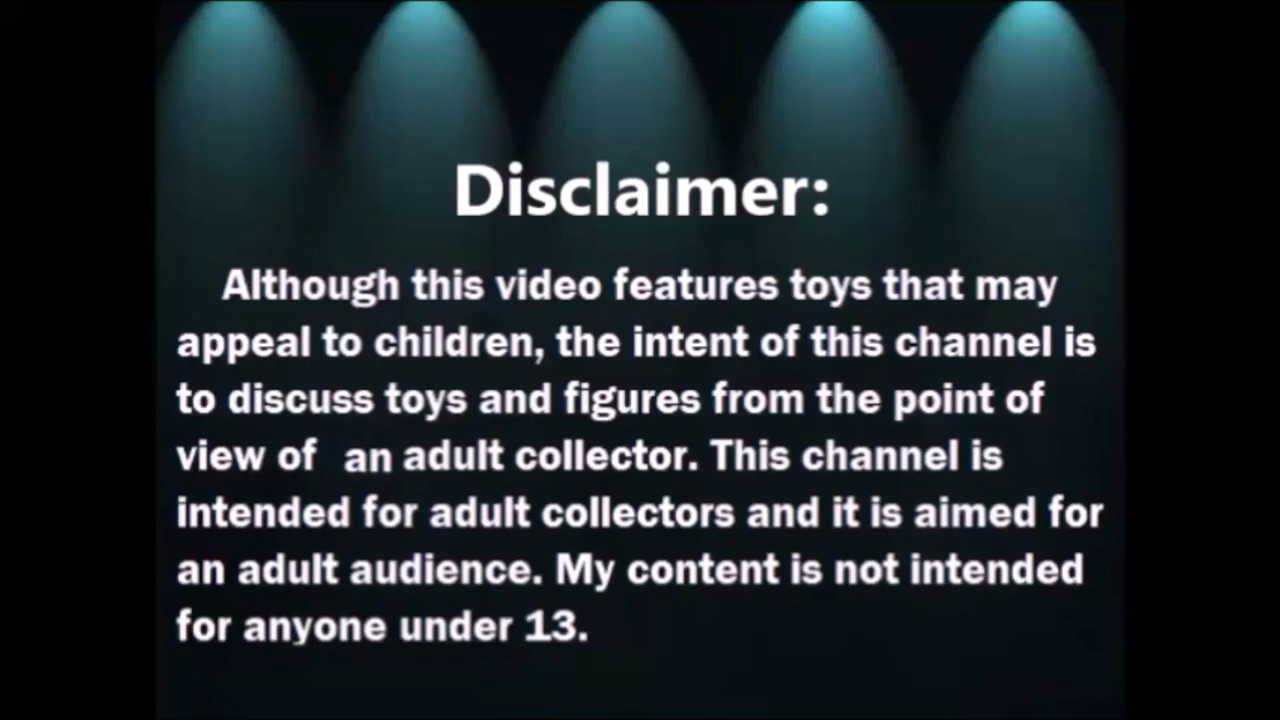 Disclaimer:
Although this video features toys that may
appeal to children, the intent of this channel is
to discuss toys and figures from the point of
view of an adult collector. This channel is
intended for adult collectors and it is aimed for
an adult audience. My content is not intended
for anyone under 13.